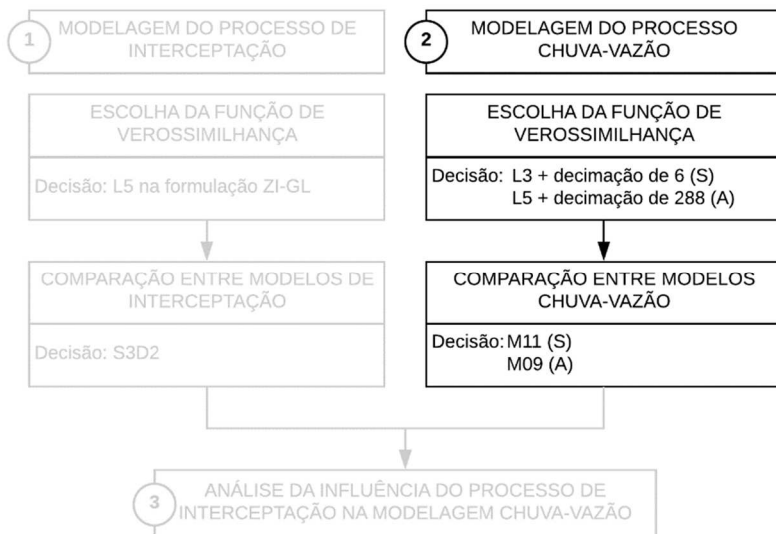 1
MODELAGEM DO PROCESSO DE
INTERCEPTAÇÃO
ESCOLHA DA FUNÇÃO DE
VEROSSIMILHANÇA
Decisão: L5 na formulação ZI-GL
COMPARAÇÃO ENTRE MODELOS DE
INTERCEPTAÇÃO
Decisão: S3D2
2
MODELAGEM DO PROCESSO
CHUVA-VAZÃO
ESCOLHA DA FUNÇÃO DE
VEROSSIMILHANÇA
Decisão: L3 + decimação de 6 (S)
L5 + decimação de 288 (A)
COMPARAÇÃO ENTRE MODELOS
CHUVA-VAZÃO
Decisão: M11 (S)
M09 (A)
3
ANÁLISE DA INFLUÊNCIA DO PROCESSO DE
INTERCEPTAÇÃO NA MODELAGEM CHUVA-VAZÃO